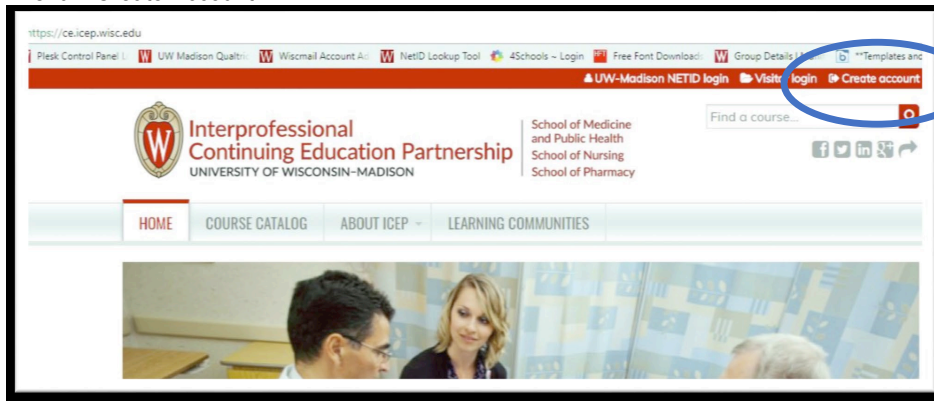 https://ce.icep.wisc.edu
Plesk Control Panel L UW Madison Qualtri Wiscmail Account Ac NetID Lookup Tool 4Schools ~ Login Free Font Download: Group Details **Templates and
UW-Madison NETID login Visitor login Create account
Find a course...
Interprofessional
Continuing Education Partnership
UNIVERSITY OF WISCONSIN-MADISON
School of Medicine
and Public Health
School of Nursing
School of Pharmacy
HOME COURSE CATALOG ABOUT ICEP LEARNING COMMUNITIES